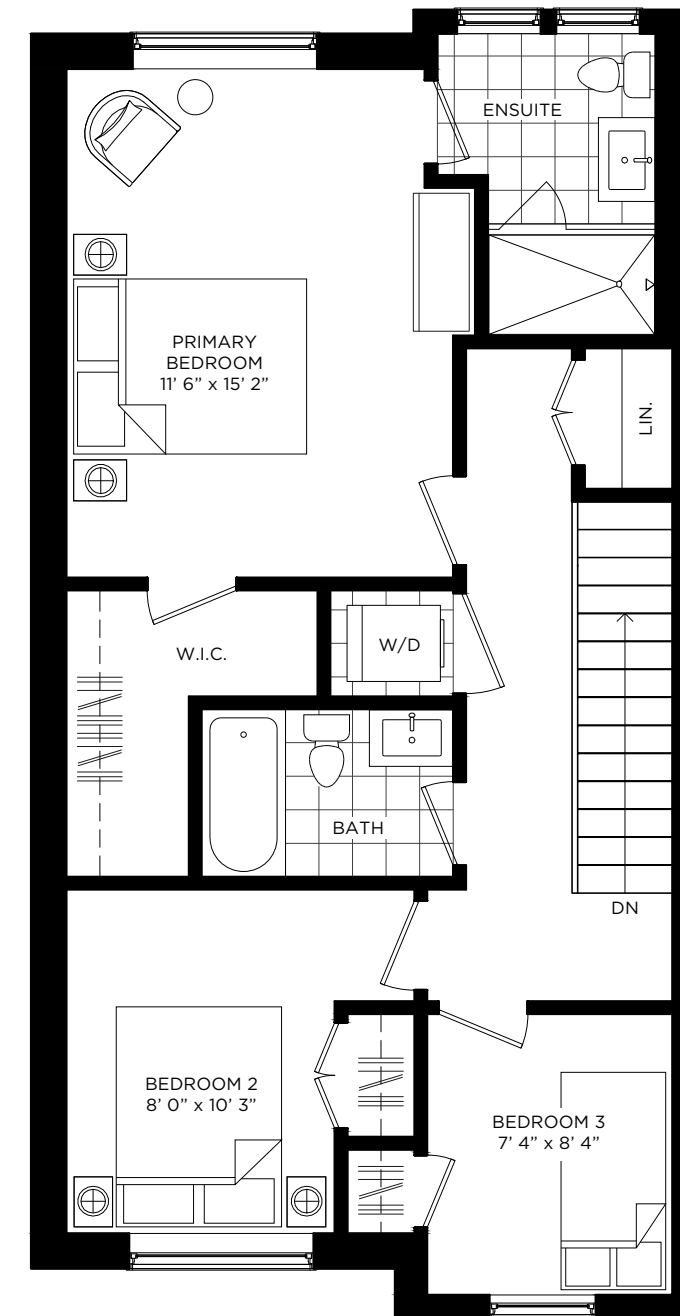 ENSUITE
PRIMARY
BEDROOM
11’ 6” x 15’ 2”
LIN.
W.I.C.
W/D
BATH
DN
BEDROOM 2
8’ 0” x 10’ 3”
BEDROOM 3
7’ 4” x 8’ 4”